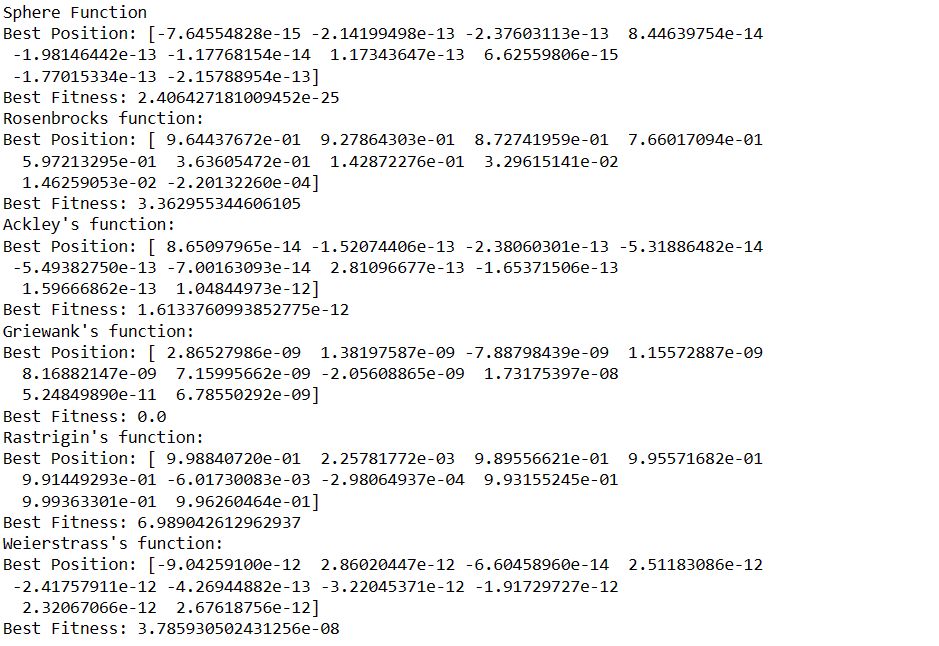 Sphere Function
Best Position: [-7.64554828e-15 -2.14199498e-13 -2.37603113e-13  8.44639754e-14
 -1.98146442e-13 -1.17768154e-14  1.17343647e-13  6.62559806e-15
 -1.77015334e-13 -2.15788954e-13]
Best Fitness: 2.406427181009452e-25
Rosenbrocks function:
Best Position: [ 9.64437672e-01  9.27864303e-01  8.72741959e-01  7.66017094e-01
  5.97213295e-01  3.63605472e-01  1.42872276e-01  3.29615141e-02
  1.46259053e-02 -2.20132260e-04]
Best Fitness: 3.362955344606105
Ackley's function:
Best Position: [ 8.65097965e-14 -1.52074406e-13 -2.38060301e-13 -5.31886482e-14
 -5.49382750e-13 -7.00163093e-14  2.81096677e-13 -1.65371506e-13
  1.59666862e-13  1.04844973e-12]
Best Fitness: 1.6133760993852775e-12
Griewank's function:
Best Position: [ 2.86527986e-09  1.38197587e-09 -7.88798439e-09  1.15572887e-09
  8.16882147e-09  7.15995662e-09 -2.05608865e-09  1.73175397e-08
  5.24849890e-11  6.78550292e-09]
Best Fitness: 0.0
Rastrigin's function:
Best Position: [ 9.98840720e-01  2.25781772e-03  9.89556621e-01  9.95571682e-01
  9.91449293e-01 -6.01730083e-03 -2.98064937e-04  9.93155245e-01
  9.99363301e-01  9.96260464e-01]
Best Fitness: 6.989042612962937
Weierstrass's function:
Best Position: [-9.04259100e-12  2.86020447e-12 -6.60458960e-14  2.51183086e-12
 -2.41757911e-12 -4.26944882e-13 -3.22045371e-12 -1.91729727e-12
  2.32067066e-12  2.67618756e-12]
Best Fitness: 3.785930502431256e-08